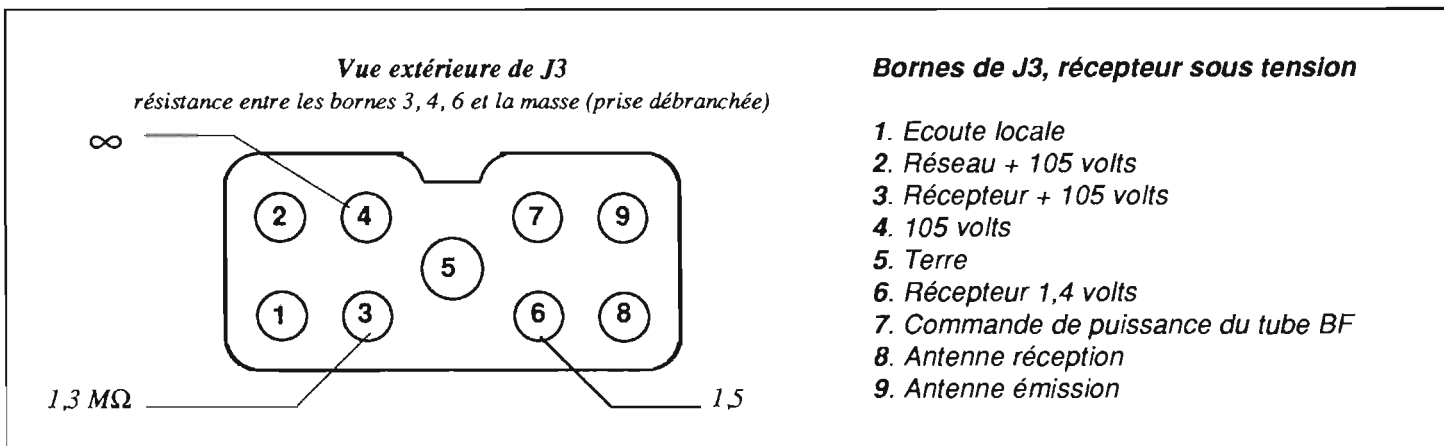 Vue extérieure de J3
résistance entre les bornes 3, 4, 6 et la masse (prise débranchée)
∞
2 4 7 9
5
1 3 6 8
1,3 MΩ
1,5
Bornes de J3, récepteur sous tension
1. Ecoute locale
2. Réseau + 105 volts
3. Récepteur + 105 volts
4. 105 volts
5. Terre
6. Récepteur 1,4 volts
7. Commande de puissance du tube BF
8. Antenne réception
9. Antenne émission